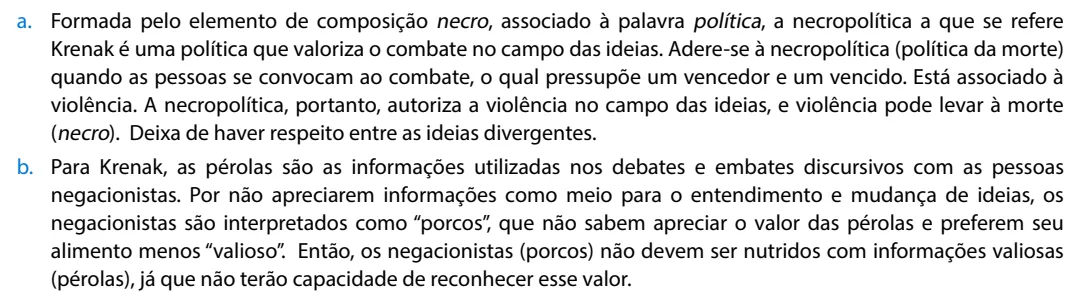 a. Formada pelo elemento de composição necro, associado à palavra política, a necropolítica a que se refere
Krenak é uma política que valoriza o combate no campo das ideias. Adere-se à necropolítica (política da morte)
quando as pessoas se convocam ao combate, o qual pressupõe um vencedor e um vencido. Está associado à
violência. A necropolítica, portanto, autoriza a violência no campo das ideias, e violência pode levar à morte
(necro). Deixa de haver respeito entre as ideias divergentes.
b. Para Krenak, as pérolas são as informações utilizadas nos debates e embates discursivos com as pessoas
negacionistas. Por não apreciarem informações como meio para o entendimento e mudança de ideias, os
negacionistas são interpretados como “porcos”, que não sabem apreciar o valor das pérolas e preferem seu
alimento menos “valioso”. Então, os negacionistas (porcos) não devem ser nutridos com informações valiosas
(pérolas), já que não terão capacidade de reconhecer esse valor.